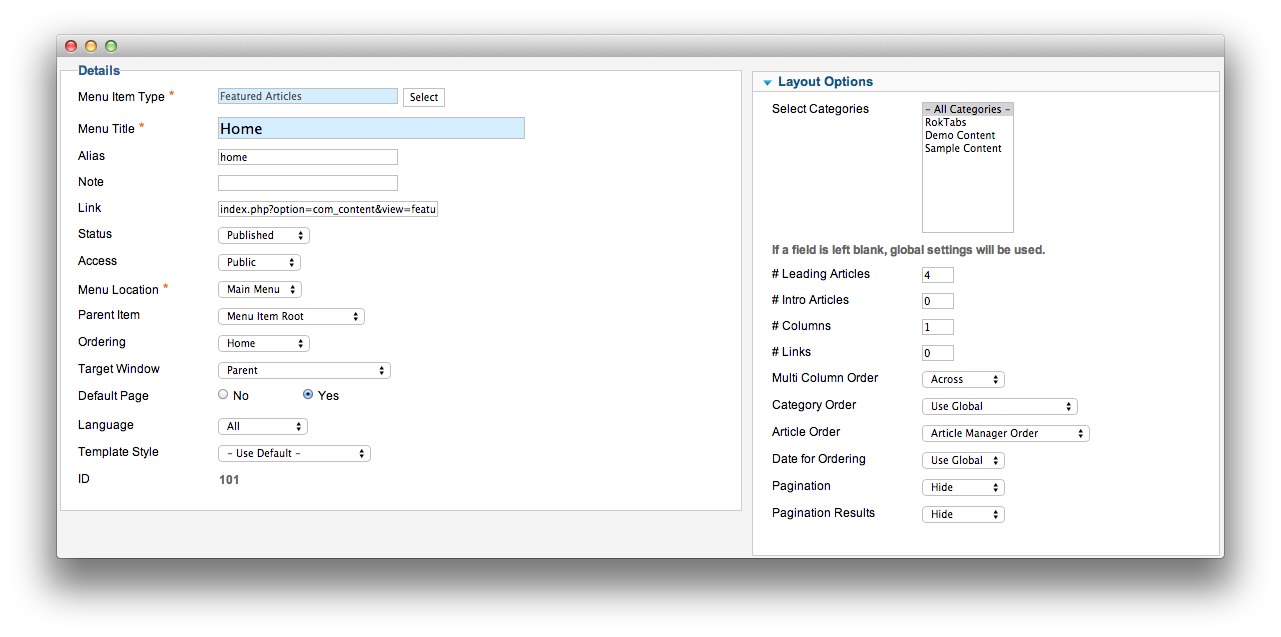 Details
Menu Item Type *
Featured Articles
Select
Menu Title *
Home
Alias
home
Note
Link
index.php?option=com_content&view=featu
Status
Published
Access
Public
Menu Location *
Main Menu
Parent Item
Menu Item Root
Ordering
Home
Target Window
Parent
Default Page
No
Yes
Language
All
Template Style
- Use Default -
ID
101
Layout Options
Select Categories
- All Categories -
RokTabs
Demo Content
Sample Content
If a field is left blank, global settings will be used.
# Leading Articles
4
# Intro Articles
0
# Columns
1
# Links
0
Multi Column Order
Across
Category Order
Use Global
Article Order
Article Manager Order
Date for Ordering
Use Global
Pagination
Hide
Pagination Results
Hide